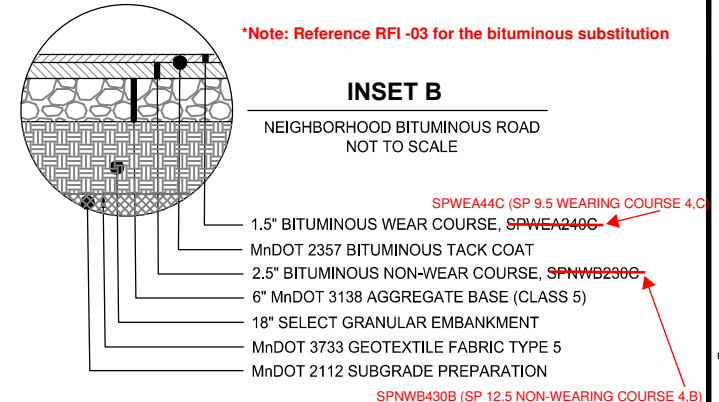 *Note: Reference RFI -03 for the bituminous substitution
INSET B
NEIGHBORHOOD BITUMINOUS ROAD
NOT TO SCALE
SPWEA44C (SP 9.5 WEARING COURSE 4,C)
1.5" BITUMINOUS WEAR COURSE, SPWEA240C
MnDOT 2357 BITUMINOUS TACK COAT
2.5" BITUMINOUS NON-WEAR COURSE, SPNWB230C
6" MnDOT 3138 AGGREGATE BASE (CLASS 5)
18" SELECT GRANULAR EMBANKMENT
MnDOT 3733 GEOTEXTILE FABRIC TYPE 5
MnDOT 2112 SUBGRADE PREPARATION
SPNWB430B (SP 12.5 NON-WEARING COURSE 4,B)